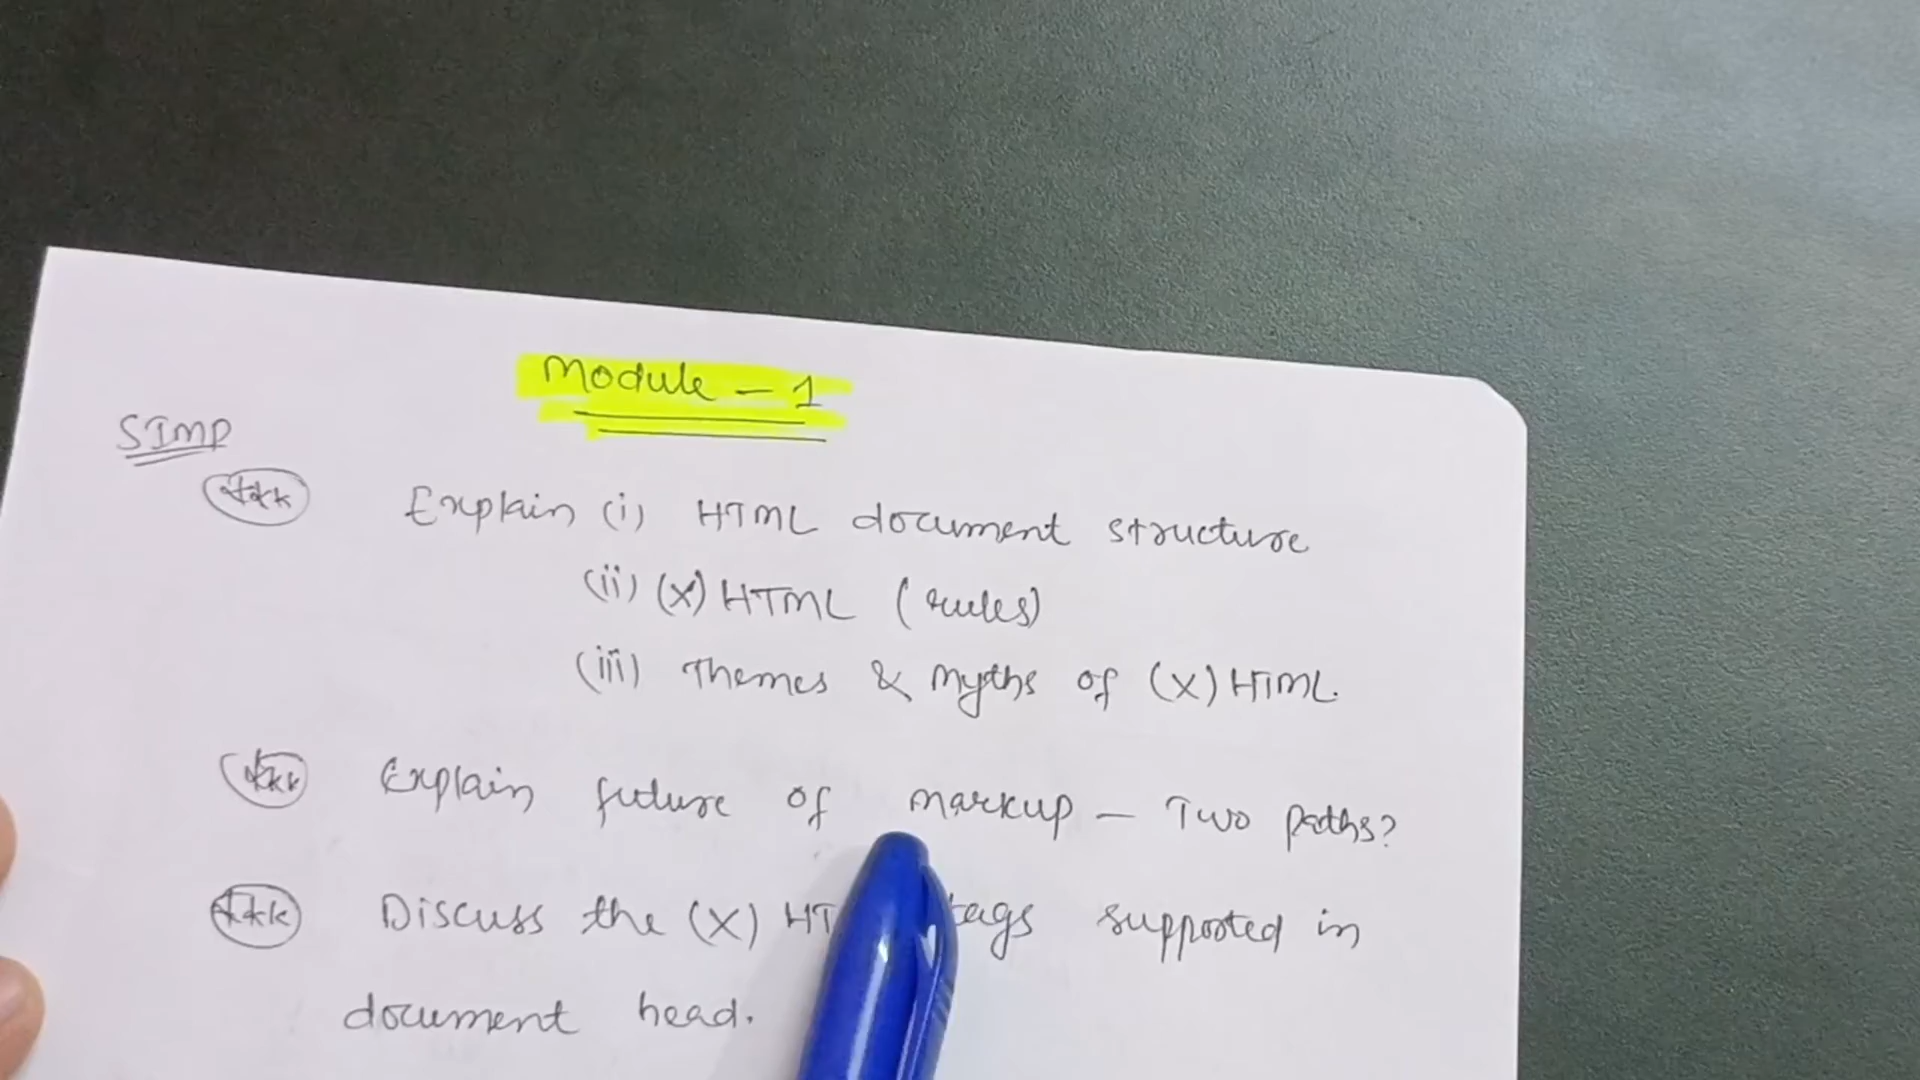 Module - 1
SIMP
*** Explain (i) HTML document structure
(ii) (X) HTML (rules)
(iii) Themes & Myths of (X) HTML.
*** Explain future of markup - Two paths?
*** Discuss the (X) HT tags supported in
document head.